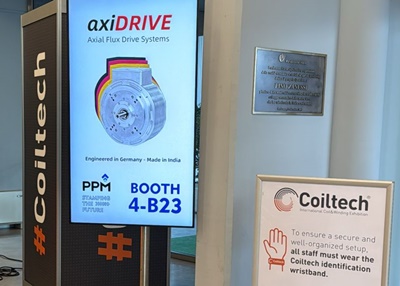 #Coiltech
#
axiDRIVE
Axial Flux Drive Systems
Engineered in Germany - Made in India
PPM
STAMPING
THE
FUTURE
BOOTH
4-B23
Coiltech
International Coil Winding Exhibition
To ensure a secure and
well-organized setup,
all staff must wear the
Coiltech identification
wristband.